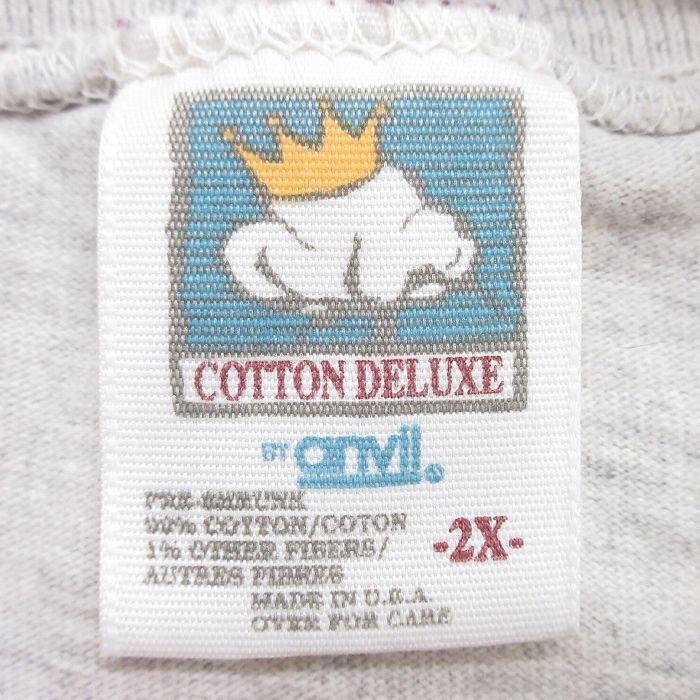 COTTON DELUXE
BY anvil®
PRE-SHRUNK
99% COTTON/COTON
1% OTHER FIBERS/
AUTRES FIBRES
-2X-
MADE IN U.S.A.
OVER FOR CARE